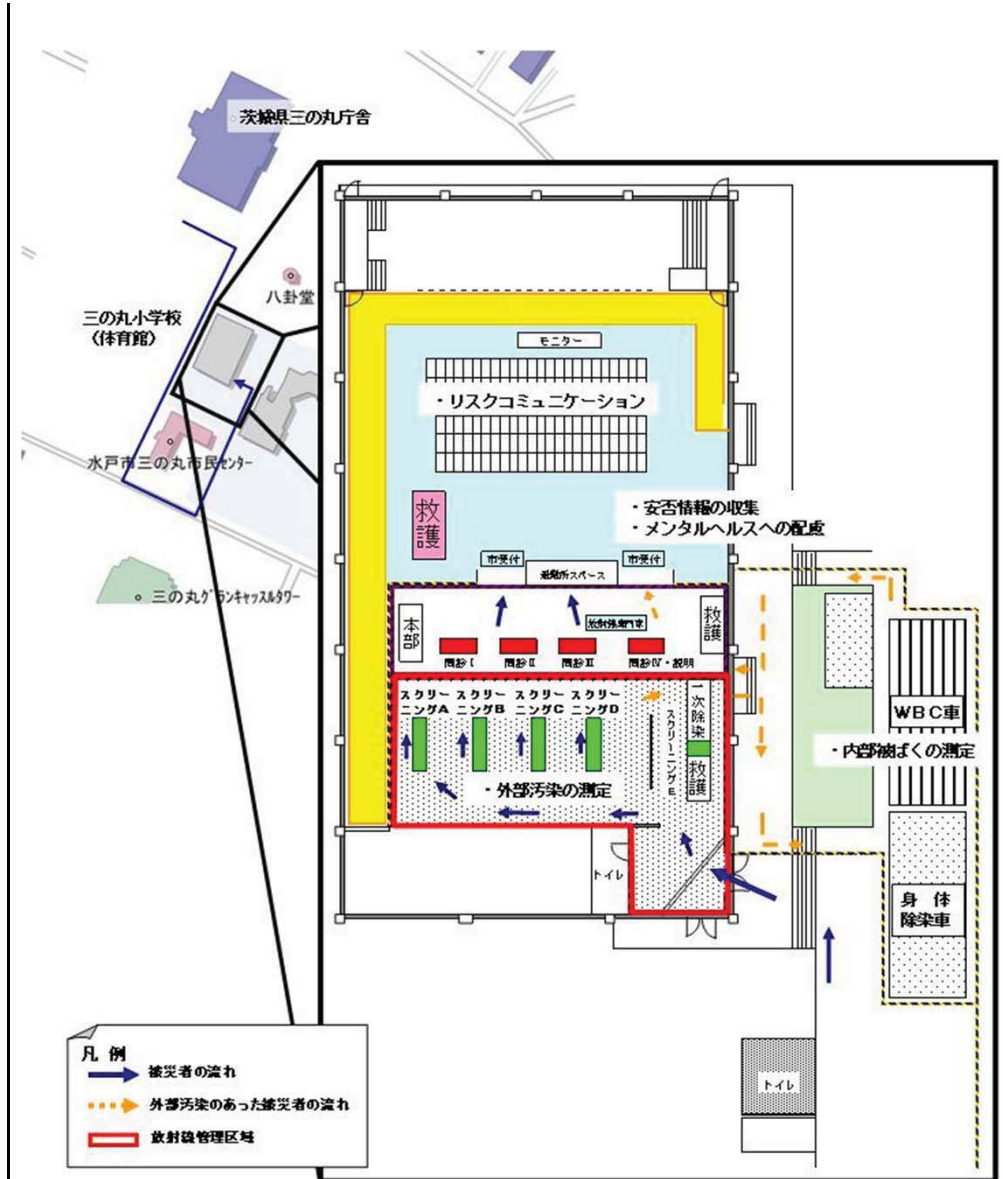 茨城県三の丸庁舎
八卦堂
三の丸小学校
(体育館)
水戸市三の丸市民センター
三の丸グランキャッスルタワー
モニター
・リスクコミュニケーション
救護
・安否情報の収集
・メンタルヘルスへの配慮
市受付
避難所スペース
市受付
本部
放射線専門家
救護
問診Ⅰ
問診Ⅱ
問診Ⅲ
問診Ⅳ・説明
スクリーニングA
スクリーニングB
スクリーニングC
スクリーニングD
スクリーニングE
一次除染
救護
・外部汚染の測定
WBC車
・内部被ばくの測定
トイレ
身 体
除染車
トイレ
凡 例
被災者の流れ
外部汚染のあった被災者の流れ
放射線管理区域